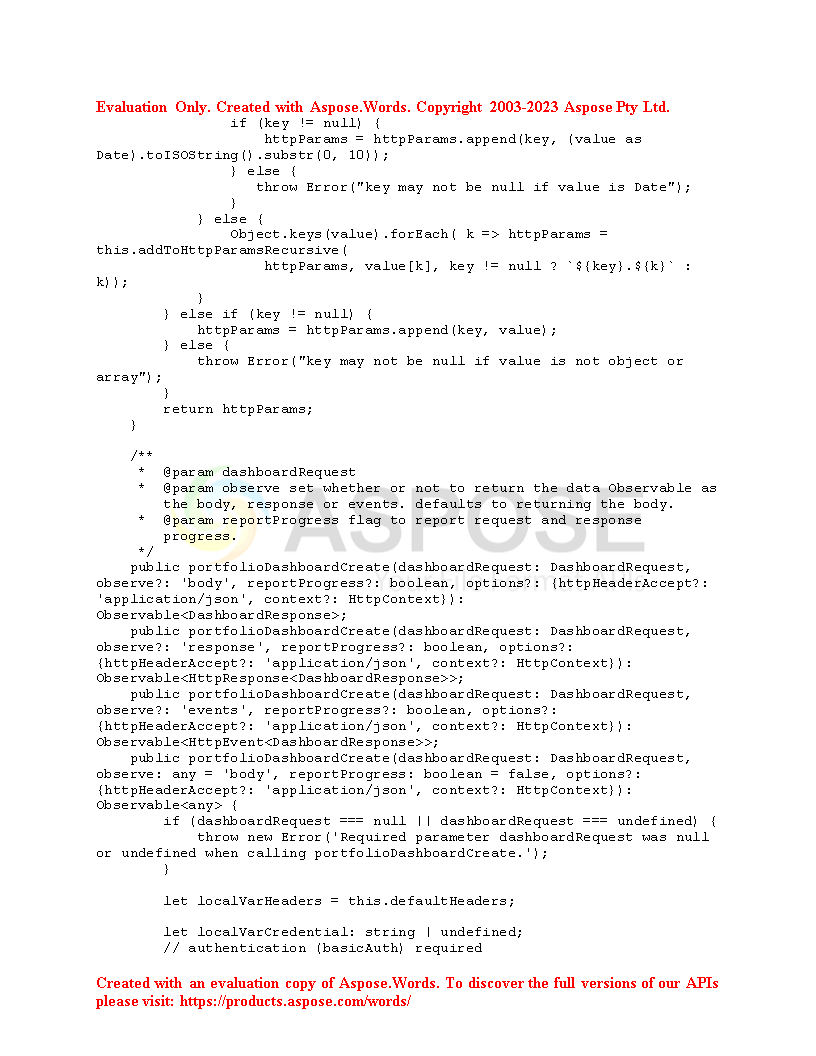 Evaluation Only. Created with Aspose.Words. Copyright 2003-2023 Aspose Pty Ltd.
                if (key != null) {
                    httpParams = httpParams.append(key, (value as
Date).toISOString().substr(0, 10));
                } else {
                   throw Error("key may not be null if value is Date");
                }
            } else {
                Object.keys(value).forEach( k => httpParams =
this.addToHttpParamsRecursive(
                    httpParams, value[k], key != null ? `${key}.${k}` :
k));
            }
        } else if (key != null) {
            httpParams = httpParams.append(key, value);
        } else {
            throw Error("key may not be null if value is not object or
array");
        }
        return httpParams;
    }

    /**
     *  @param dashboardRequest
     *  @param observe set whether or not to return the data Observable as
        the body, response or events. defaults to returning the body.
     *  @param reportProgress flag to report request and response
        progress.
     */
ASPOSE
    public portfolioDashboardCreate(dashboardRequest: DashboardRequest,
observe?: 'body', reportProgress?: boolean, options?: {httpHeaderAccept?:
'application/json', context?: HttpContext}):
Observable<DashboardResponse>;
    public portfolioDashboardCreate(dashboardRequest: DashboardRequest,
observe?: 'response', reportProgress?: boolean, options?:
{httpHeaderAccept?: 'application/json', context?: HttpContext}):
Observable<HttpResponse<DashboardResponse>>;
    public portfolioDashboardCreate(dashboardRequest: DashboardRequest,
observe?: 'events', reportProgress?: boolean, options?:
{httpHeaderAccept?: 'application/json', context?: HttpContext}):
Observable<HttpEvent<DashboardResponse>>;
    public portfolioDashboardCreate(dashboardRequest: DashboardRequest,
observe: any = 'body', reportProgress: boolean = false, options?:
{httpHeaderAccept?: 'application/json', context?: HttpContext}):
Observable<any> {
        if (dashboardRequest === null || dashboardRequest === undefined) {
            throw new Error('Required parameter dashboardRequest was null
or undefined when calling portfolioDashboardCreate.');
        }

        let localVarHeaders = this.defaultHeaders;

        let localVarCredential: string | undefined;
        // authentication (basicAuth) required
Created with an evaluation copy of Aspose.Words. To discover the full versions of our APIs
please visit: https://products.aspose.com/words/